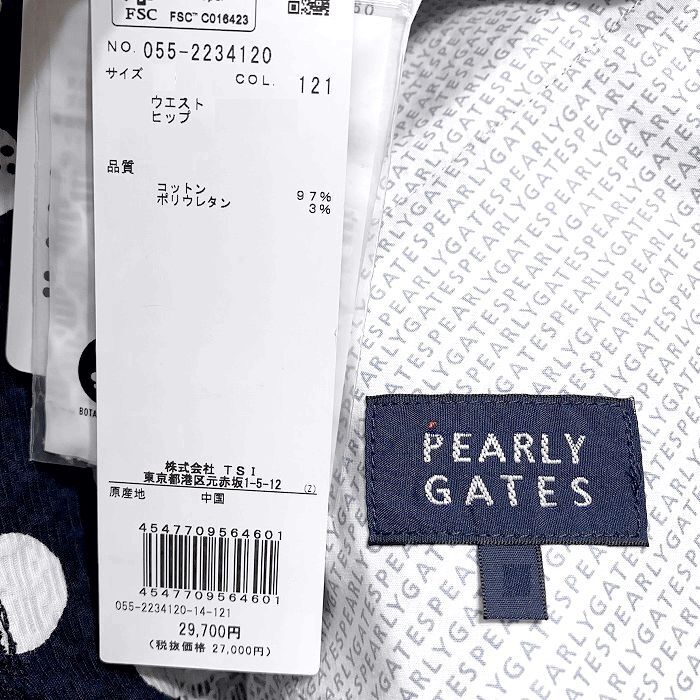 FSC FSC™ C016423
50
NO. 055-2234120
サイズ COL. 121
ウエスト
ヒップ
品質
コットン 97%
ポリウレタン 3%
BOTA
株式会社 TSI
東京都港区元赤坂1-5-12 (Z)
原産地 中国
4547709564601
4547709564601
055-2234120-14-121
29,700円
(税抜価格 27,000円)
PEARLY
GATES